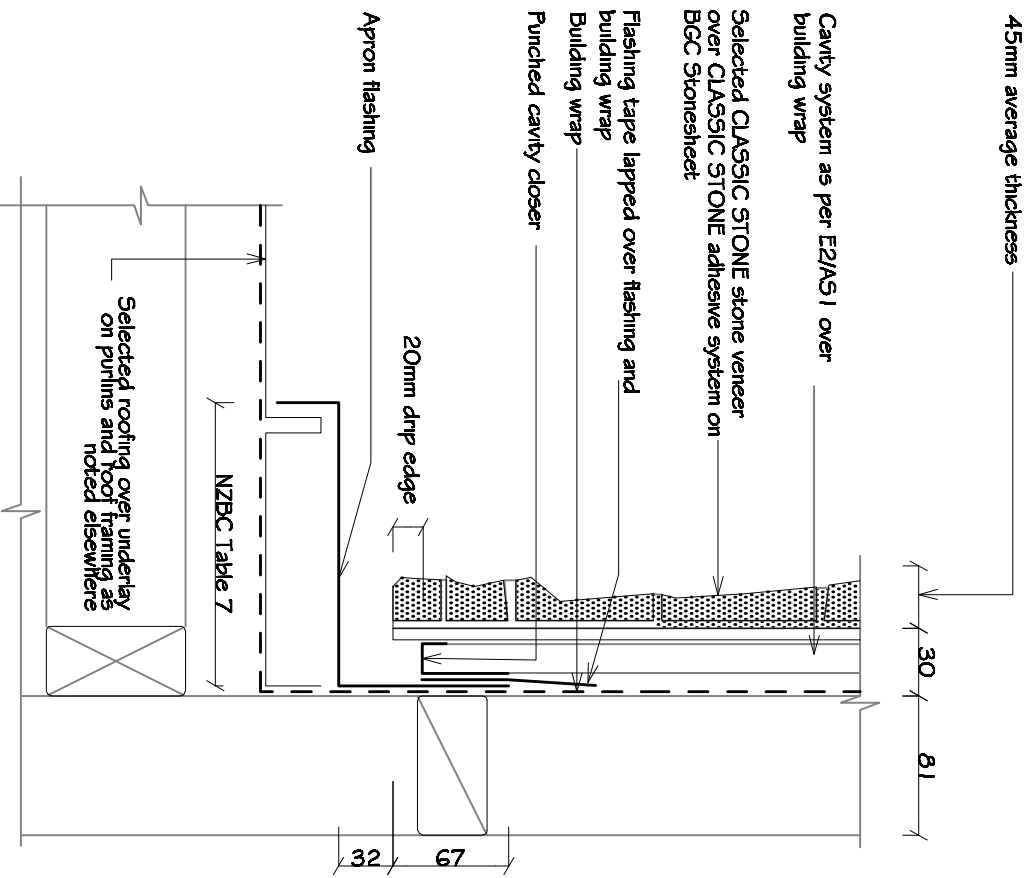 45mm average thickness
Cavity system as per E2/AS1 over
building wrap
Selected CLASSIC STONE stone veneer
over CLASSIC STONE adhesive system on
BGC Stonesheet
Flashing tape lapped over flashing and
building wrap
Building wrap
Punched cavity closer
Apron flashing
20mm drip edge
NZBC Table 7
Selected roofing over underlay
on purlins and roof framing as
noted elsewhere
30
81
32
67